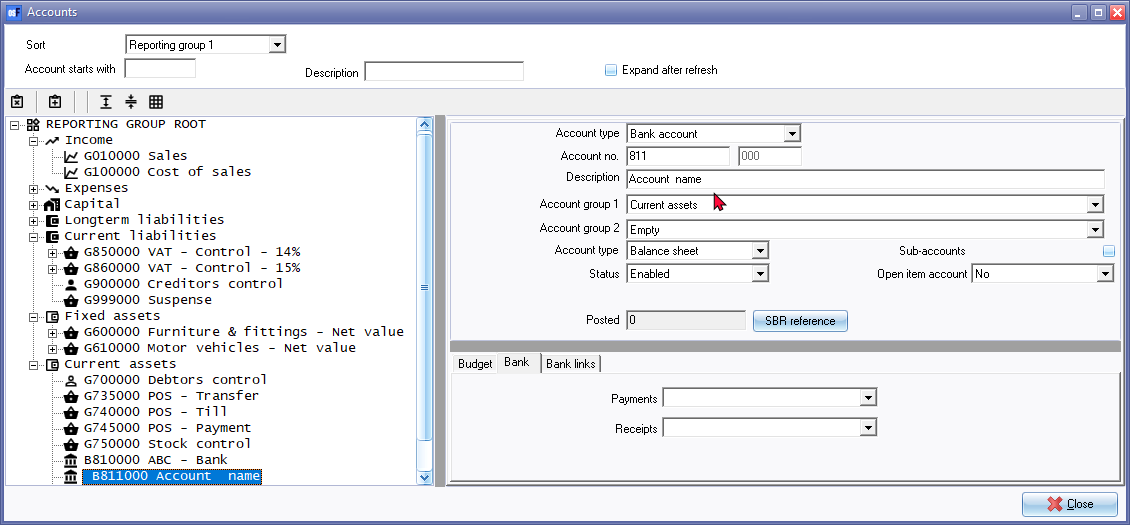 Accounts
Sort
Reporting group 1
Account starts with
Description
Expand after refresh
REPORTING GROUP ROOT
Income
G010000 Sales
G100000 Cost of sales
Expenses
Capital
Longterm liabilities
Current liabilities
G850000 VAT - Control - 14%
G860000 VAT - Control - 15%
G900000 Creditors control
G999000 Suspense
Fixed assets
G600000 Furniture & fittings - Net value
G610000 Motor vehicles - Net value
Current assets
G700000 Debtors control
G735000 POS - Transfer
G740000 POS - Till
G745000 POS - Payment
G750000 Stock control
B810000 ABC - Bank
B811000 Account  name
Account type Bank account
Account no. 811 000
Description Account  name
Account group 1 Current assets
Account group 2 Empty
Account type Balance sheet Sub-accounts
Status Enabled Open item account No
Posted 0 SBR reference
Budget Bank Bank links
Payments
Receipts
Close